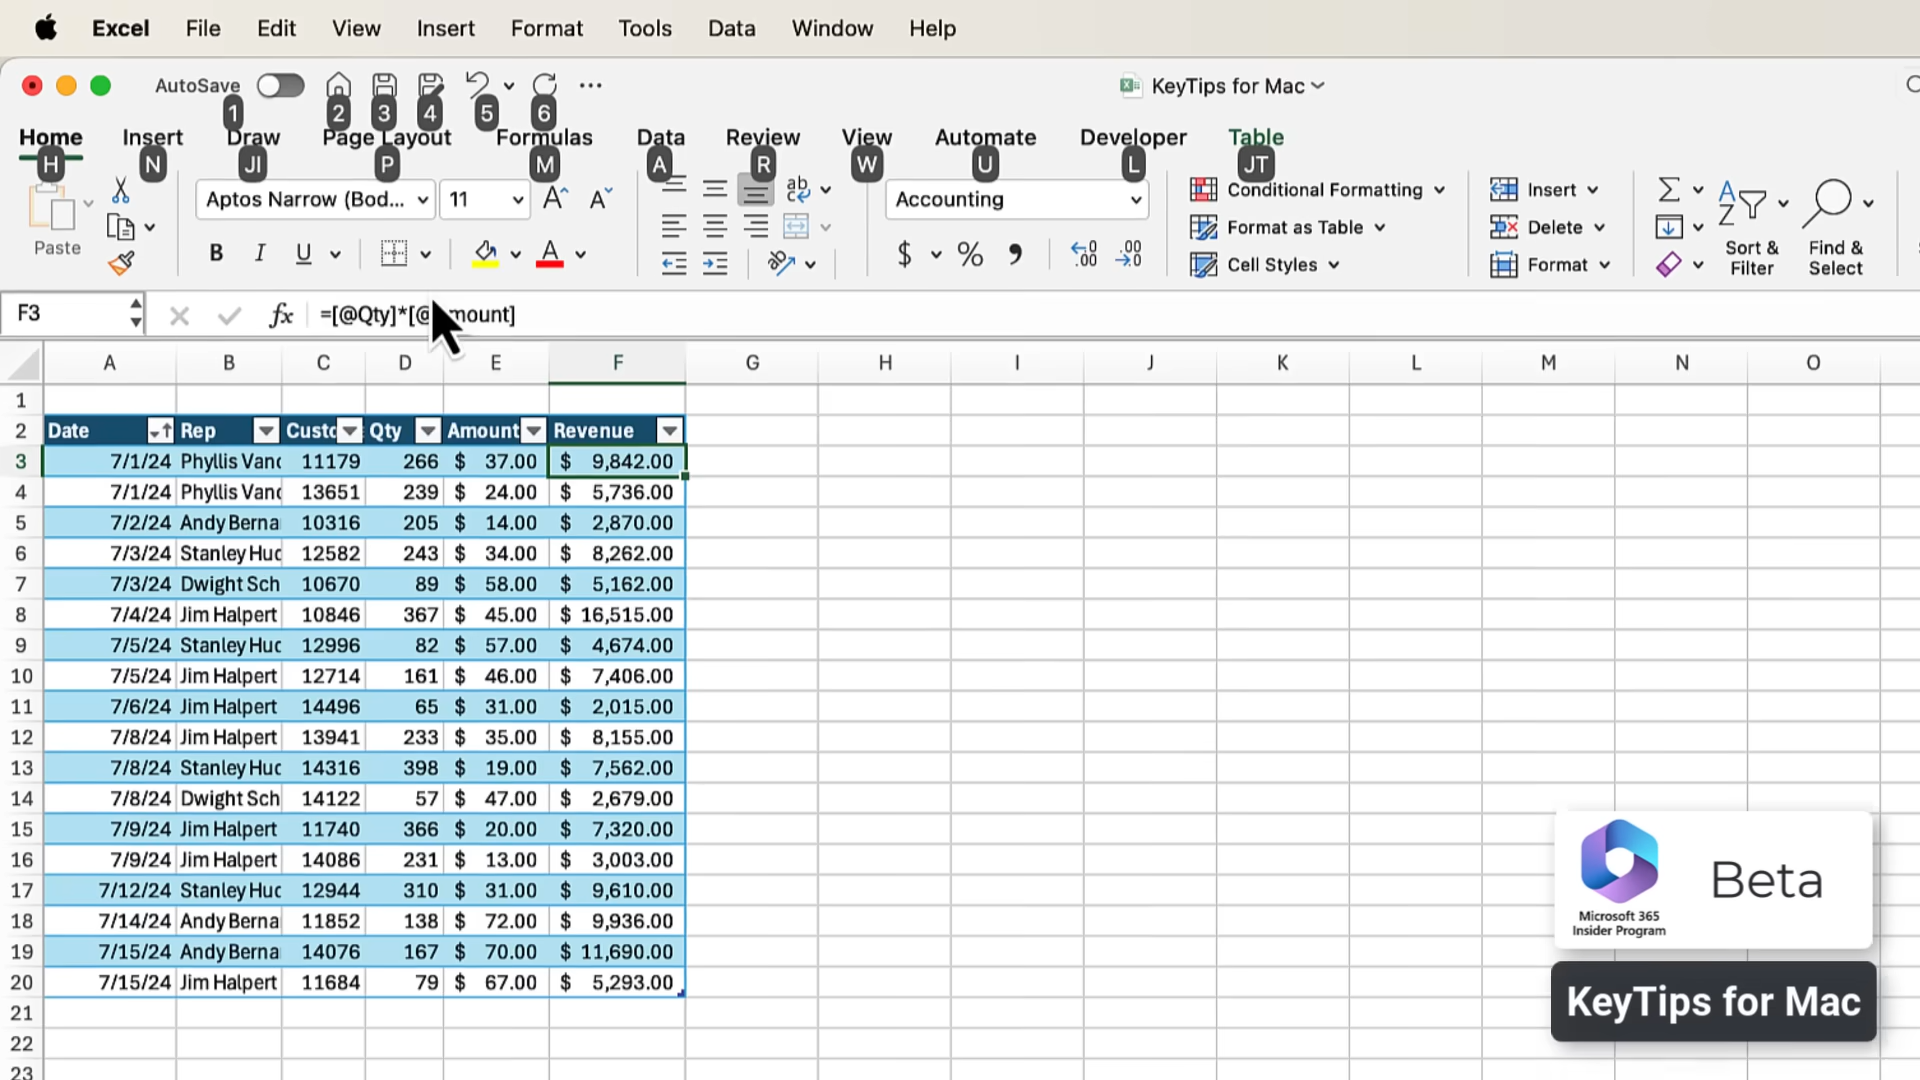 Excel File Edit View Insert Format Tools Data Window Help
AutoSave KeyTips for Mac
1 2 3 4 5 6
Home Insert Draw Page Layout Formulas Data Review View Automate Developer Table
H N JI P M A R W U L JT
Paste Aptos Narrow (Bod... 11 ab Accounting Conditional Formatting Insert
Format as Table Delete
B I U A $ % Cell Styles Format Sort & Filter Find & Select
F3 fx =[@Qty]*[@ mount]
A B C D E F G H I J K L M N O
1
2 Date Rep Custo Qty Amount Revenue
3 7/1/24 Phyllis Vanc 11179 266 $ 37.00 $ 9,842.00
4 7/1/24 Phyllis Vanc 13651 239 $ 24.00 $ 5,736.00
5 7/2/24 Andy Berna 10316 205 $ 14.00 $ 2,870.00
6 7/3/24 Stanley Huc 12582 243 $ 34.00 $ 8,262.00
7 7/3/24 Dwight Sch 10670 89 $ 58.00 $ 5,162.00
8 7/4/24 Jim Halpert 10846 367 $ 45.00 $ 16,515.00
9 7/5/24 Stanley Huc 12996 82 $ 57.00 $ 4,674.00
10 7/5/24 Jim Halpert 12714 161 $ 46.00 $ 7,406.00
11 7/6/24 Jim Halpert 14496 65 $ 31.00 $ 2,015.00
12 7/8/24 Jim Halpert 13941 233 $ 35.00 $ 8,155.00
13 7/8/24 Stanley Huc 14316 398 $ 19.00 $ 7,562.00
14 7/8/24 Dwight Sch 14122 57 $ 47.00 $ 2,679.00
15 7/9/24 Jim Halpert 11740 366 $ 20.00 $ 7,320.00
16 7/9/24 Jim Halpert 14086 231 $ 13.00 $ 3,003.00
17 7/12/24 Stanley Huc 12944 310 $ 31.00 $ 9,610.00
18 7/14/24 Andy Berna 11852 138 $ 72.00 $ 9,936.00
19 7/15/24 Andy Berna 14076 167 $ 70.00 $ 11,690.00
20 7/15/24 Jim Halpert 11684 79 $ 67.00 $ 5,293.00
21
22
23
Microsoft 365
Insider Program
Beta
KeyTips for Mac